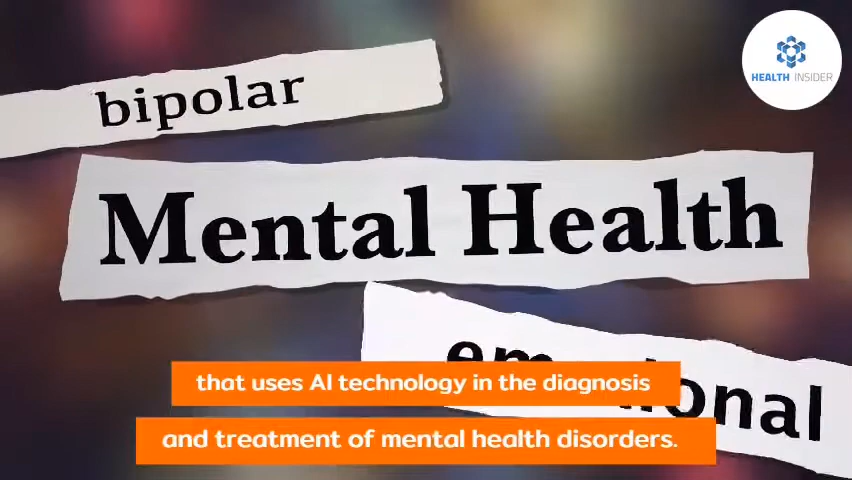 bipolar
HEALTH INSIDER
Mental Health
that uses AI technology in the diagnosis
and treatment of mental health disorders.